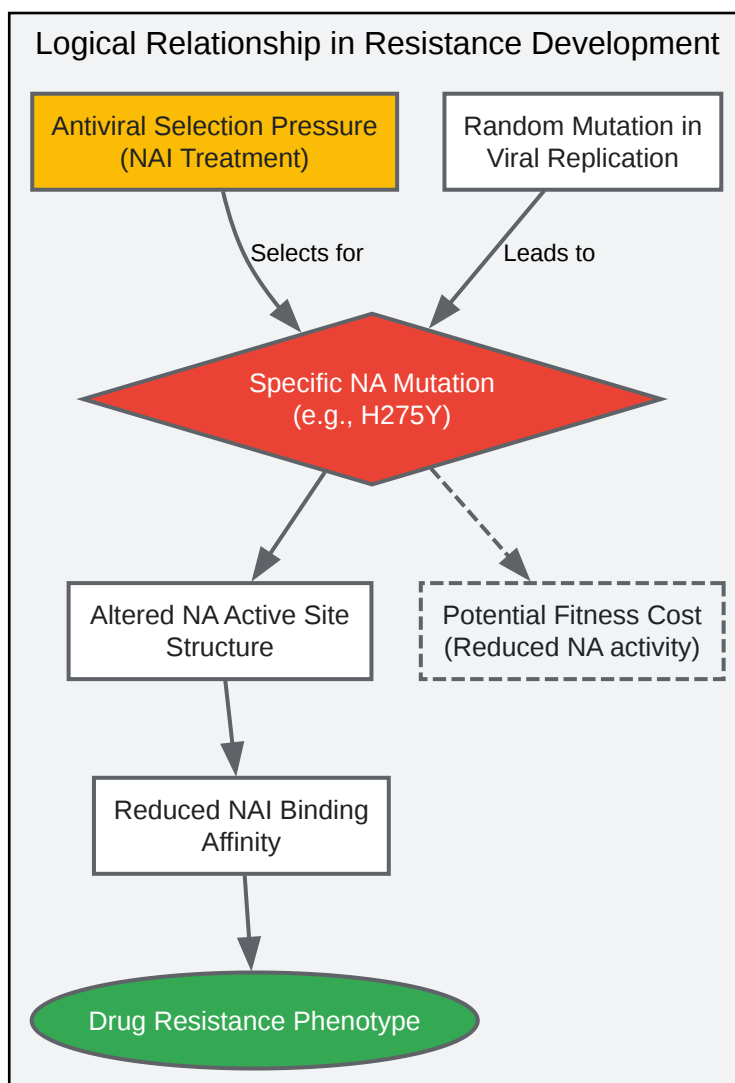 Logical Relationship in Resistance Development
Antiviral Selection Pressure
(NAI Treatment)
Random Mutation in
Viral Replication
Selects for
Leads to
Specific NA Mutation
(e.g., H275Y)
Altered NA Active Site
Structure
Potential Fitness Cost
(Reduced NA activity)
Reduced NAI Binding
Affinity
Drug Resistance Phenotype